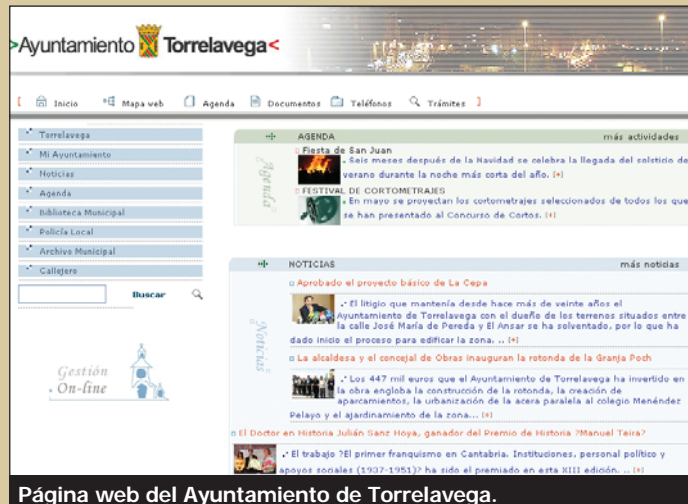 >Ayuntamiento Torrelavega<
[ Inicio Mapa web Agenda Documentos Teléfonos Trámites ]
Torrelavega
Mi Ayuntamiento
Noticias
Agenda
Biblioteca Municipal
Policía Local
Archivo Municipal
Callejero
Buscar
Gestión
On-line
AGENDA más actividades
Agenda
Fiesta de San Juan
Seis meses después de la Navidad se celebra la llegada del solsticio de
verano durante la noche más corta del año. [+]
FESTIVAL DE CORTOMETRAJES
En mayo se proyectan los cortometrajes seleccionados de todos los que
se han presentado al Concurso de Cortos. [+]
NOTICIAS más noticias
Noticias
Aprobado el proyecto básico de La Cepa
.· El litigio que mantenía desde hace más de veinte años el
Ayuntamiento de Torrelavega con el dueño de los terrenos situados entre
la calle José María de Pereda y El Ansar se ha solventado, por lo que ha
dado inicio el proceso para edificar la zona. .. [+]
La alcaldesa y el concejal de Obras inauguran la rotonda de la Granja Poch
.· Los 447 mil euros que el Ayuntamiento de Torrelavega ha invertido en
la obra engloba la construcción de la rotonda, la creación de
aparcamientos, la urbanización de la acera paralela al colegio Menéndez
Pelayo y el ajardinamiento de la zona... [+]
El Doctor en Historia Julián Sanz Hoya, ganador del Premio de Historia ?Manuel Teira?
.· El trabajo ?El primer franquismo en Cantabria. Instituciones, personal político y
apoyos sociales (1937-1951)? ha sido el premiado en esta XIII edición. .. [+]
Página web del Ayuntamiento de Torrelavega.